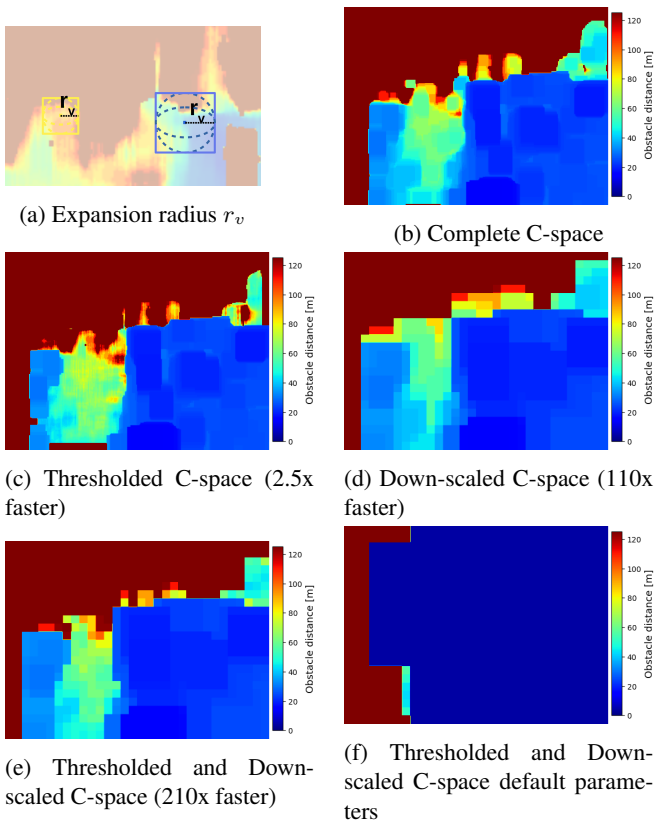 r_v
r_v
(a) Expansion radius r_v
120
100
80
60
40
20
0
Obstacle distance [m]
(b) Complete C-space
120
100
80
60
40
20
0
Obstacle distance [m]
(c) Thresholded C-space (2.5x
faster)
120
100
80
60
40
20
0
Obstacle distance [m]
(d) Down-scaled C-space (110x
faster)
120
100
80
60
40
20
0
Obstacle distance [m]
(e) Thresholded and Down-
scaled C-space (210x faster)
120
100
80
60
40
20
0
Obstacle distance [m]
(f) Thresholded and Down-
scaled C-space default parame-
ters